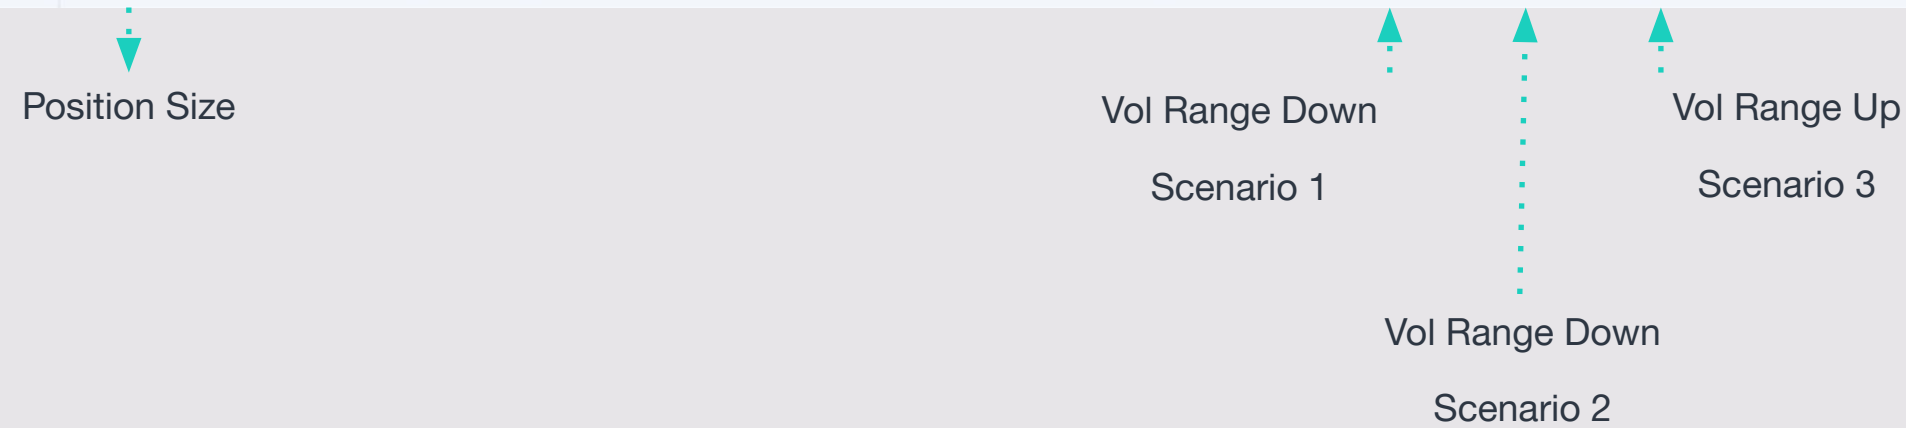 Position Size
Vol Range Down
Scenario 1
Vol Range Down
Scenario 2
Vol Range Up
Scenario 3